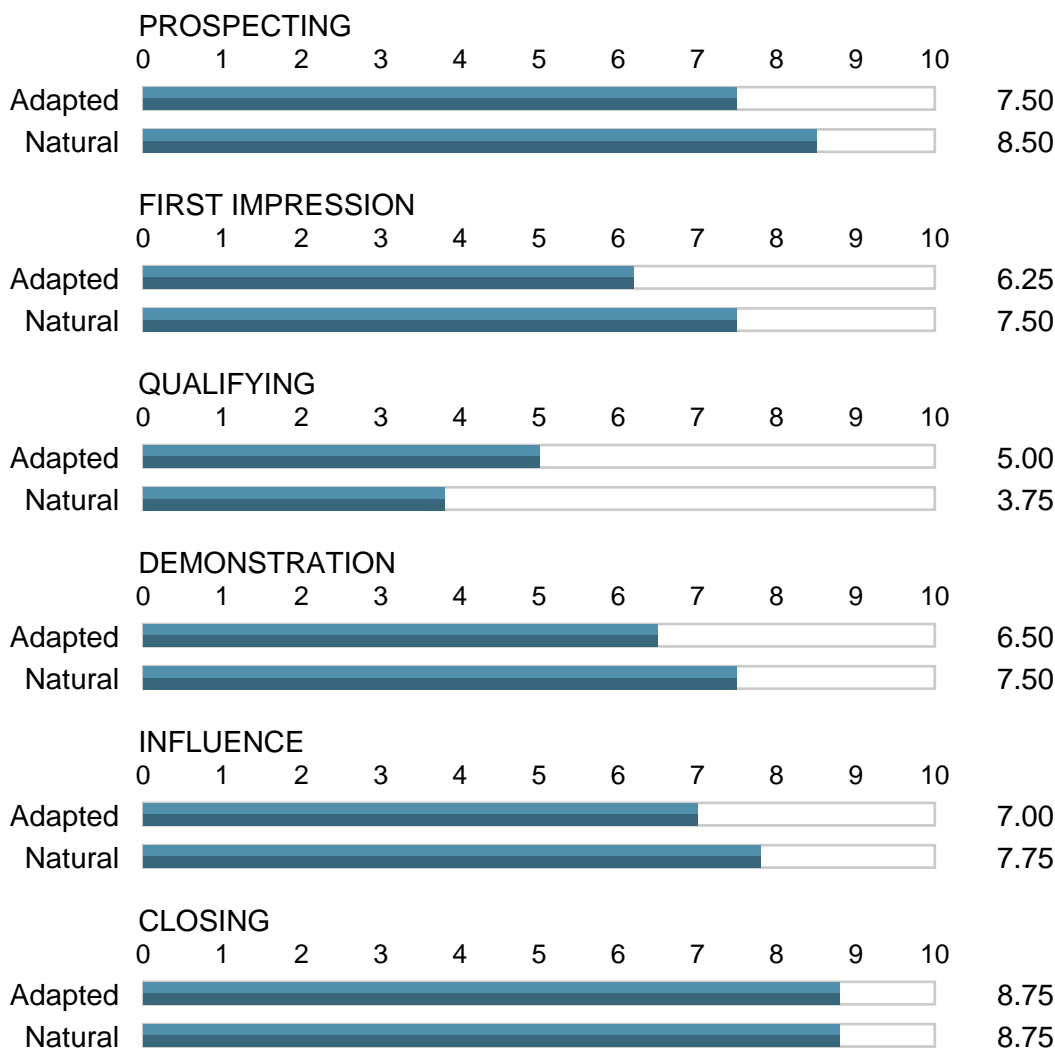 PROSPECTING
0 1 2 3 4 5 6 7 8 9 10
Adapted 7.50
Natural 8.50
FIRST IMPRESSION
0 1 2 3 4 5 6 7 8 9 10
Adapted 6.25
Natural 7.50
QUALIFYING
0 1 2 3 4 5 6 7 8 9 10
Adapted 5.00
Natural 3.75
DEMONSTRATION
0 1 2 3 4 5 6 7 8 9 10
Adapted 6.50
Natural 7.50
INFLUENCE
0 1 2 3 4 5 6 7 8 9 10
Adapted 7.00
Natural 7.75
CLOSING
0 1 2 3 4 5 6 7 8 9 10
Adapted 8.75
Natural 8.75